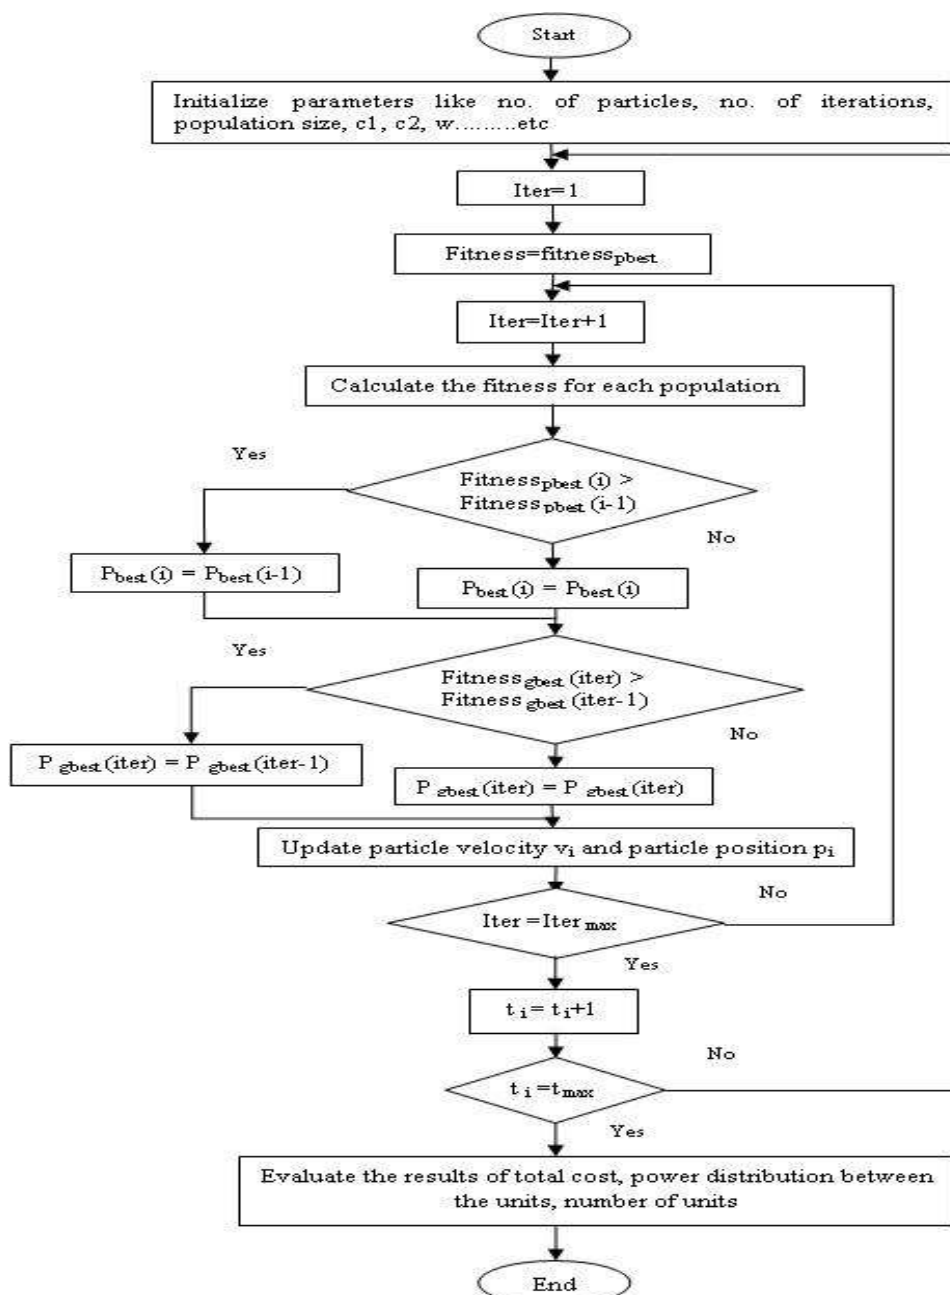 Start
Initialize parameters like no. of particles, no. of iterations,
population size, c1, c2, w.........etc
Iter=1
Fitness=fitnesspbest
Iter=Iter+1
Calculate the fitness for each population
Yes
Fitnesspbest(i) >
Fitnesspbest(i-1)
No
Pbest(i) = Pbest(i-1)
Pbest(i) = Pbest(i)
Yes
Fitnessgbest(iter) >
Fitnessgbest(iter-1)
No
P gbest(iter) = P gbest(iter-1)
P gbest(iter) = P gbest(iter)
Update particle velocity vi and particle position pi
No
Iter =Iter max
Yes
t i = t i+1
No
t i =tmax
Yes
Evaluate the results of total cost, power distribution between
the units, number of units
End